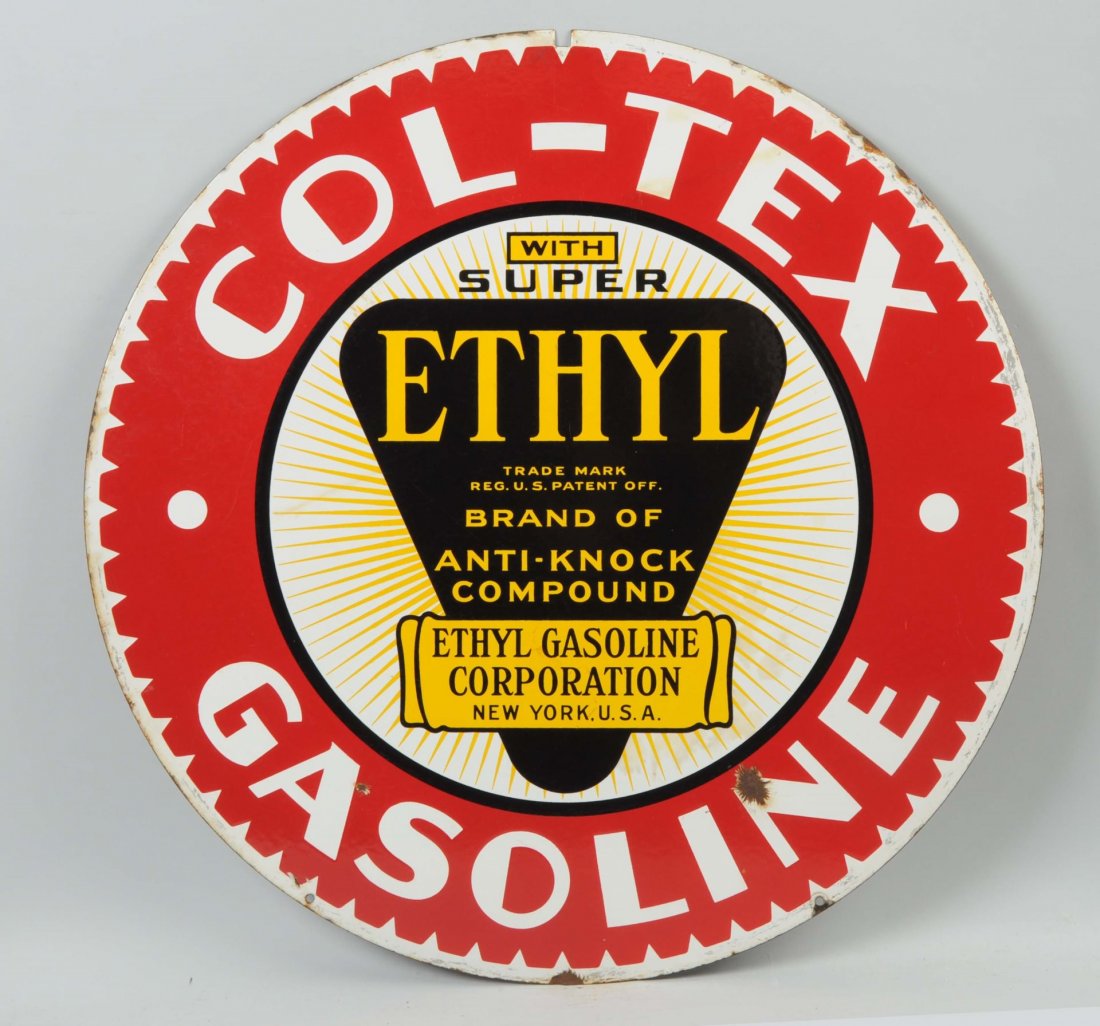 COL-TEX
WITH
SUPER
ETHYL
TRADE MARK
REG. U.S. PATENT OFF.
BRAND OF
ANTI-KNOCK
COMPOUND
ETHYL GASOLINE
CORPORATION
NEW YORK, U.S.A.
GASOLINE